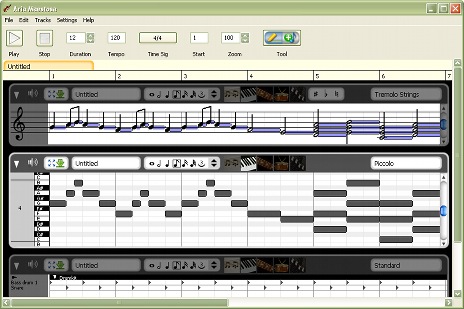 Aria Maestosa
File Edit Tracks Settings Help
12 120 4/4 1 100
Play Stop Duration Tempo Time Sig Start Zoom Tool
Untitled
1 2 3 4 5 6 7
Untitled Tremolo Strings
Untitled Piccolo
4
Untitled Standard
Drumkit
Bass drum 1
Snare